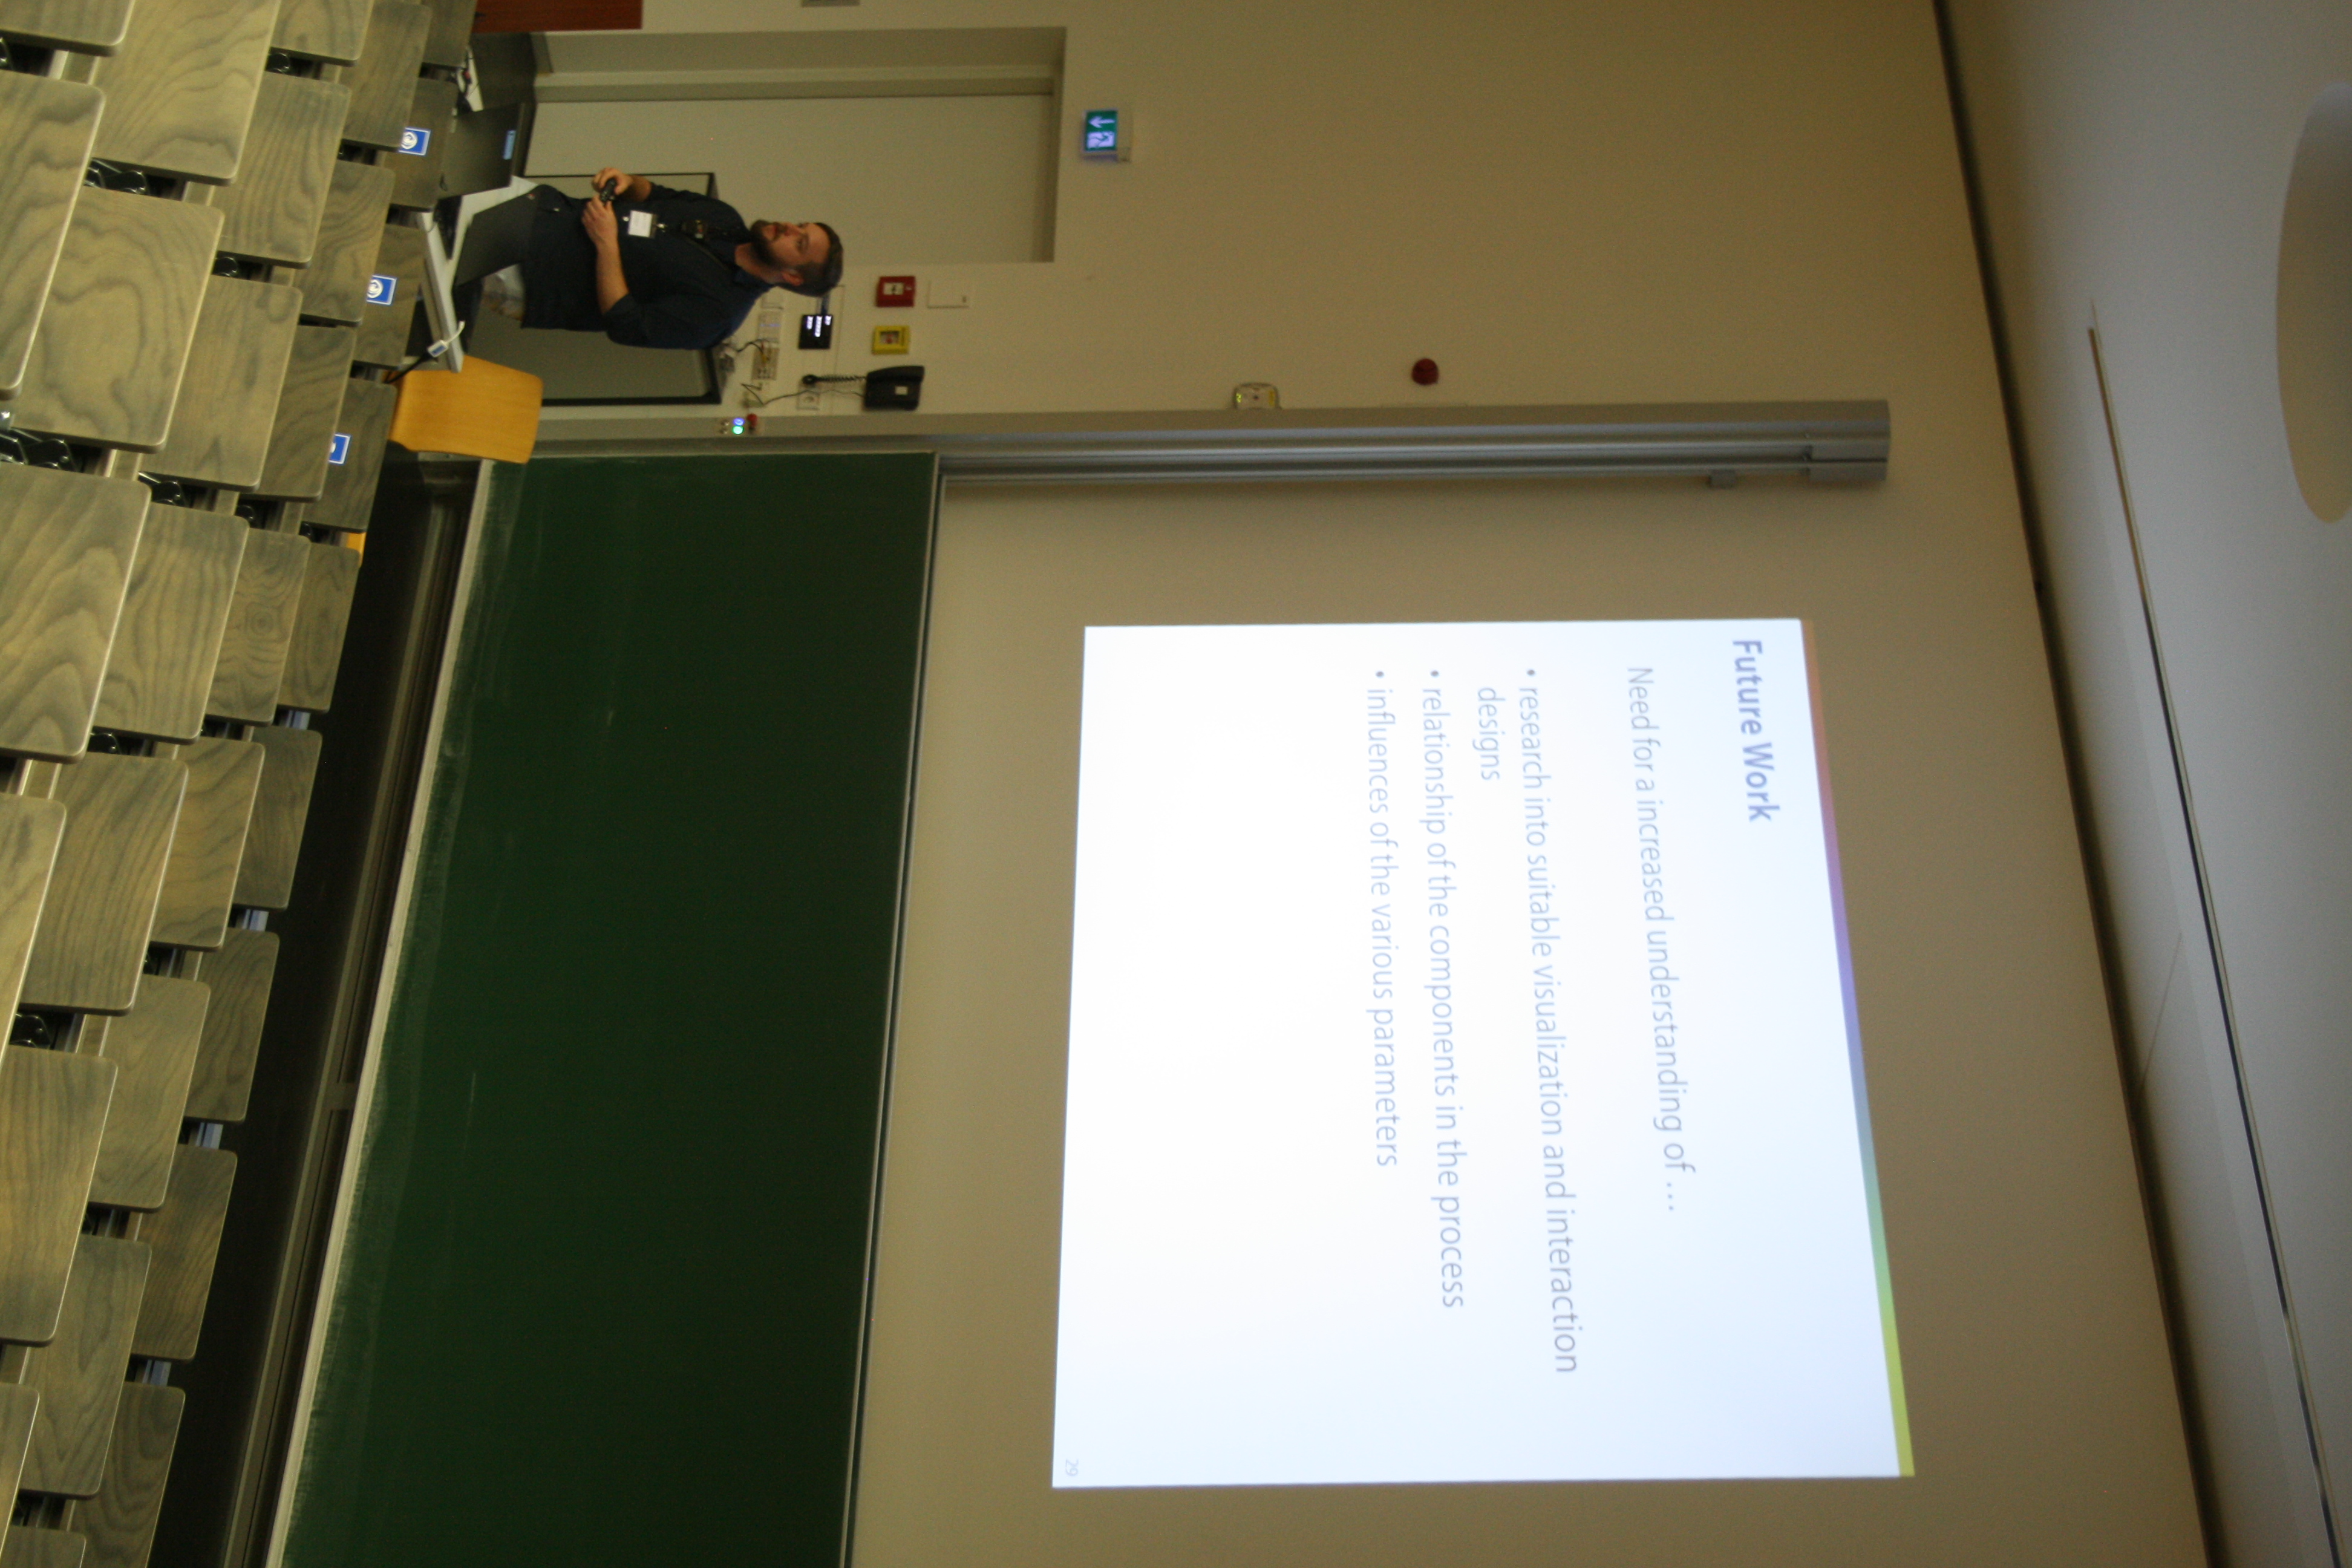 Future Work
Need for a increased understanding of ...
• research into suitable visualization and interaction
designs
• relationship of the components in the process
• influences of the various parameters
29